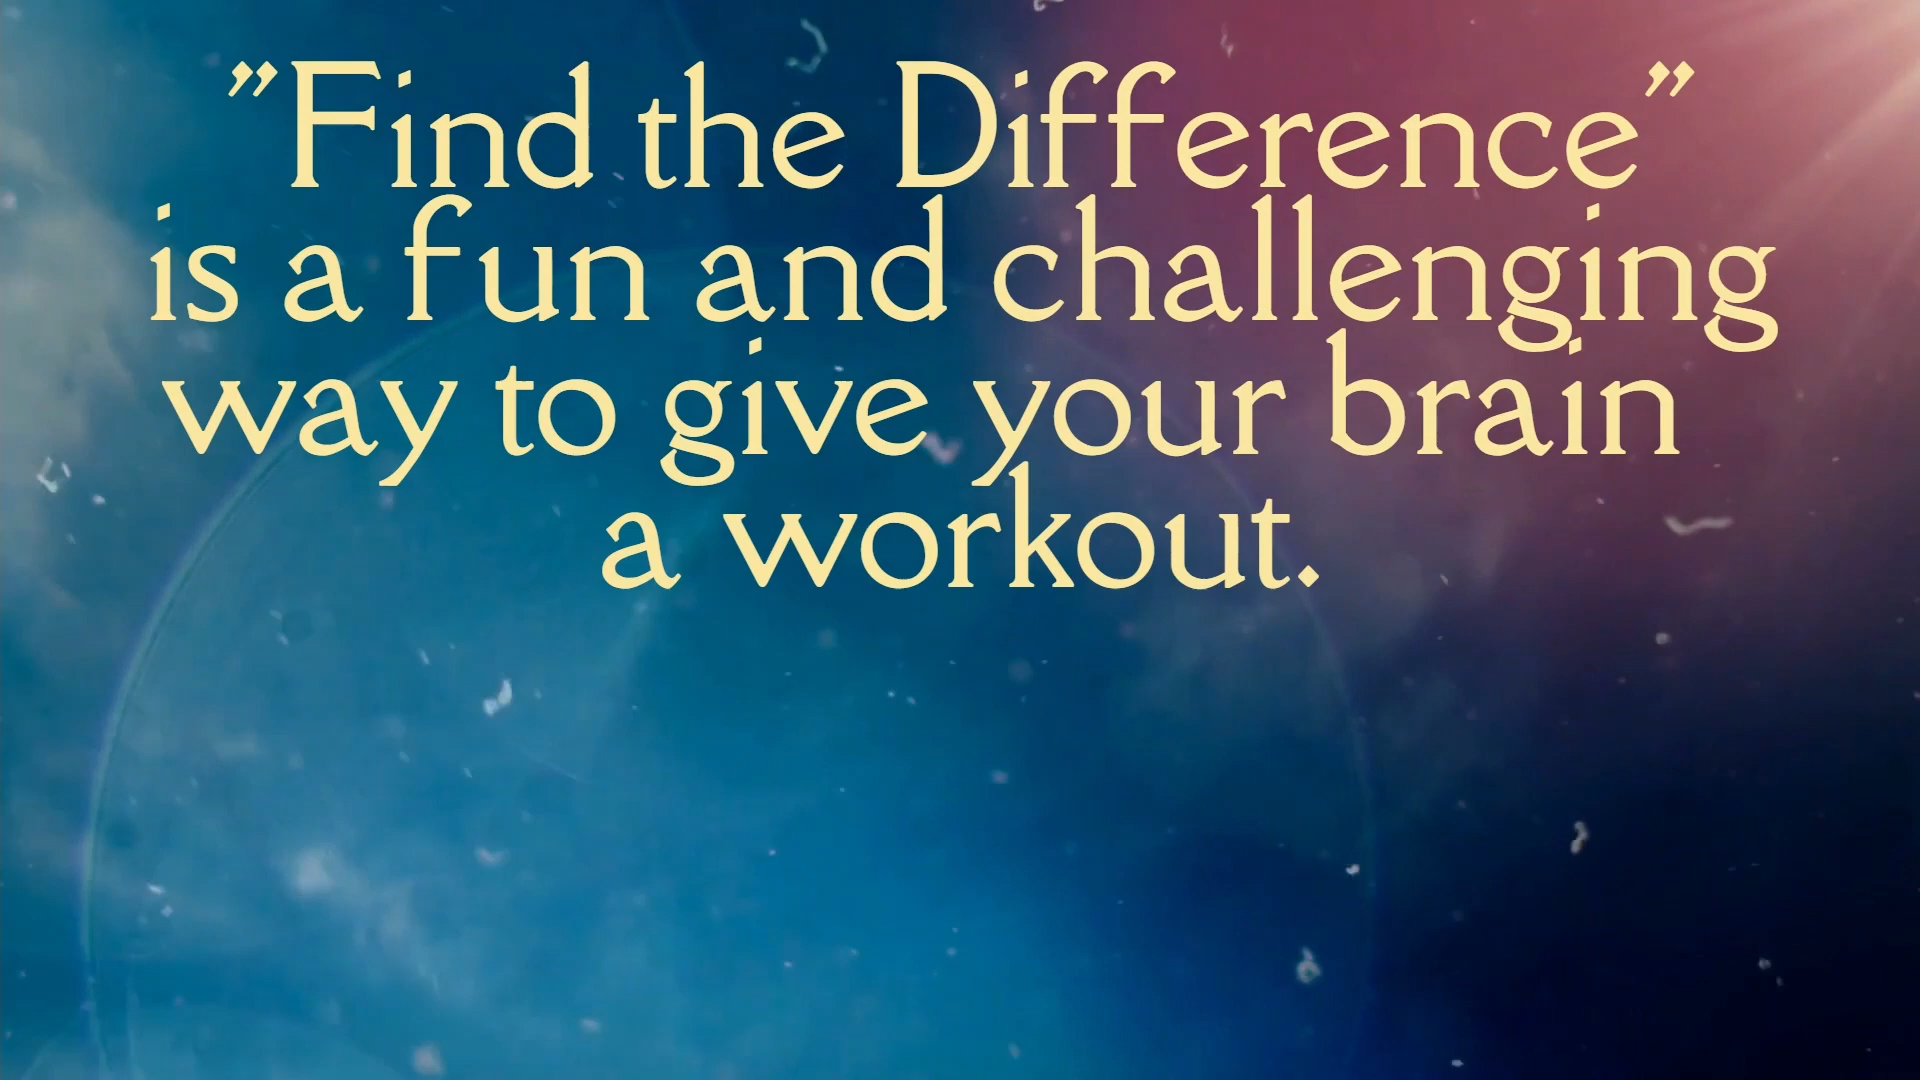 ”Find the Difference”
is a fun and challenging
way to give your brain
a workout.